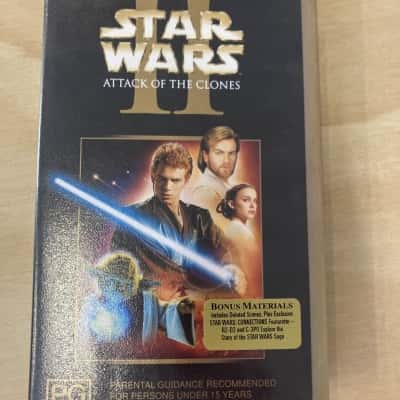 STAR
WARS
II
ATTACK OF THE CLONES
BONUS MATERIALS
Includes Deleted Scenes, Plus Exclusive
STAR WARS: CONNECTIONS Featurette –
R2-D2 and C-3PO Explore the
Story of the STAR WARS Saga
PG
PARENTAL GUIDANCE RECOMMENDED
FOR PERSONS UNDER 15 YEARS